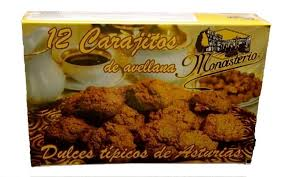 12 Carajitos
de avellana
Monasterio
Dulces típicos de Asturias